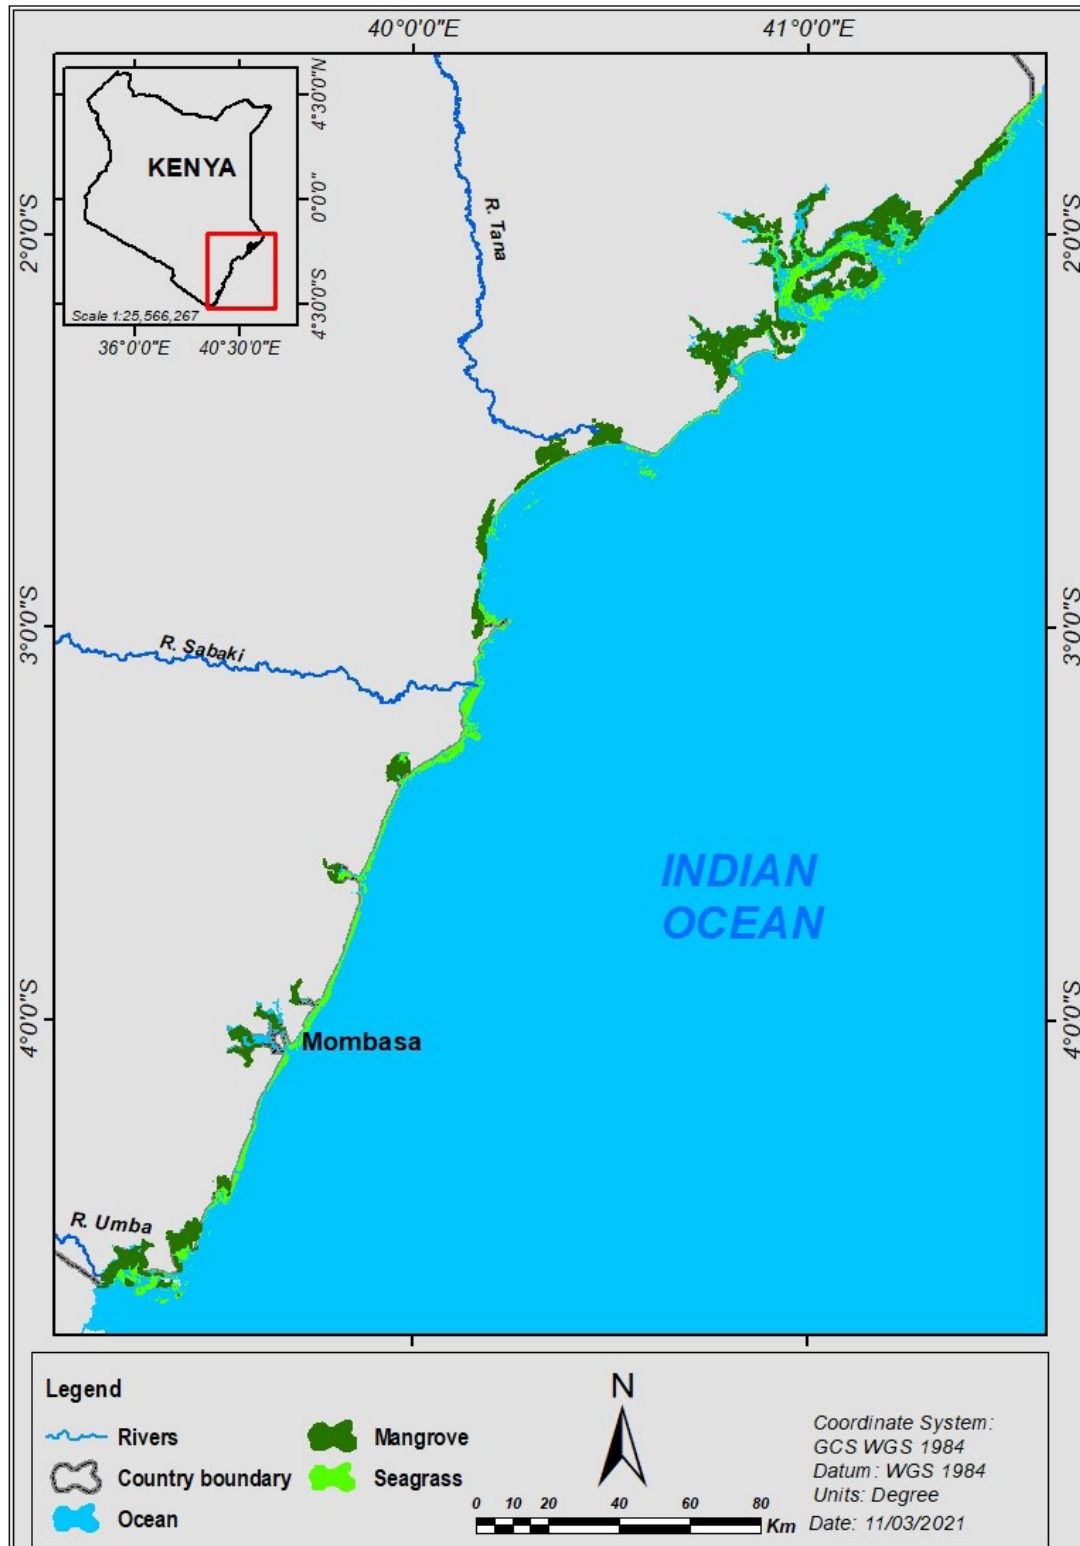 40°0'0"E
41°0'0"E
KENYA
Scale 1:25,566,267
4°30'0"N
0°0'0"
4°30'0"S
36°0'0"E
40°30'0"E
2°0'0"S
2°0'0"S
R. Tana
3°0'0"S
3°0'0"S
R. Sabaki
INDIAN
OCEAN
4°0'0"S
4°0'0"S
Mombasa
R. Umba
Legend
Rivers
Country boundary
Ocean
Mangrove
Seagrass
N
0 10 20 40 60 80
Km
Coordinate System:
GCS WGS 1984
Datum: WGS 1984
Units: Degree
Date: 11/03/2021